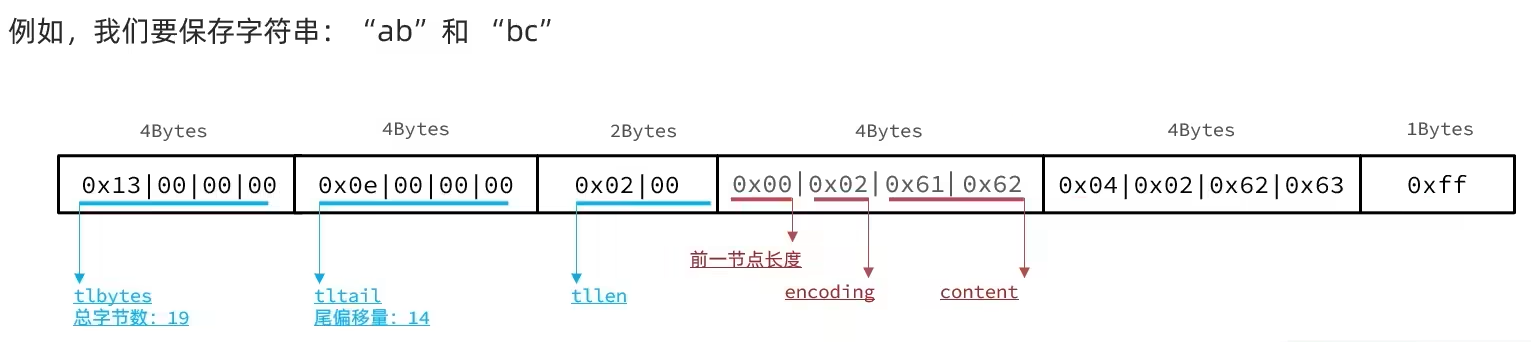 例如，我们要保存字符串：“ab”和 “bc”
4Bytes 4Bytes 2Bytes 4Bytes 4Bytes 1Bytes
0x13|00|00|00 0x0e|00|00|00 0x02|00 0x00|0x02|0x61|0x62 0x04|0x02|0x62|0x63 0xff
前一节点长度
tlbytes tltail tllen encoding content
总字节数：19 尾偏移量：14